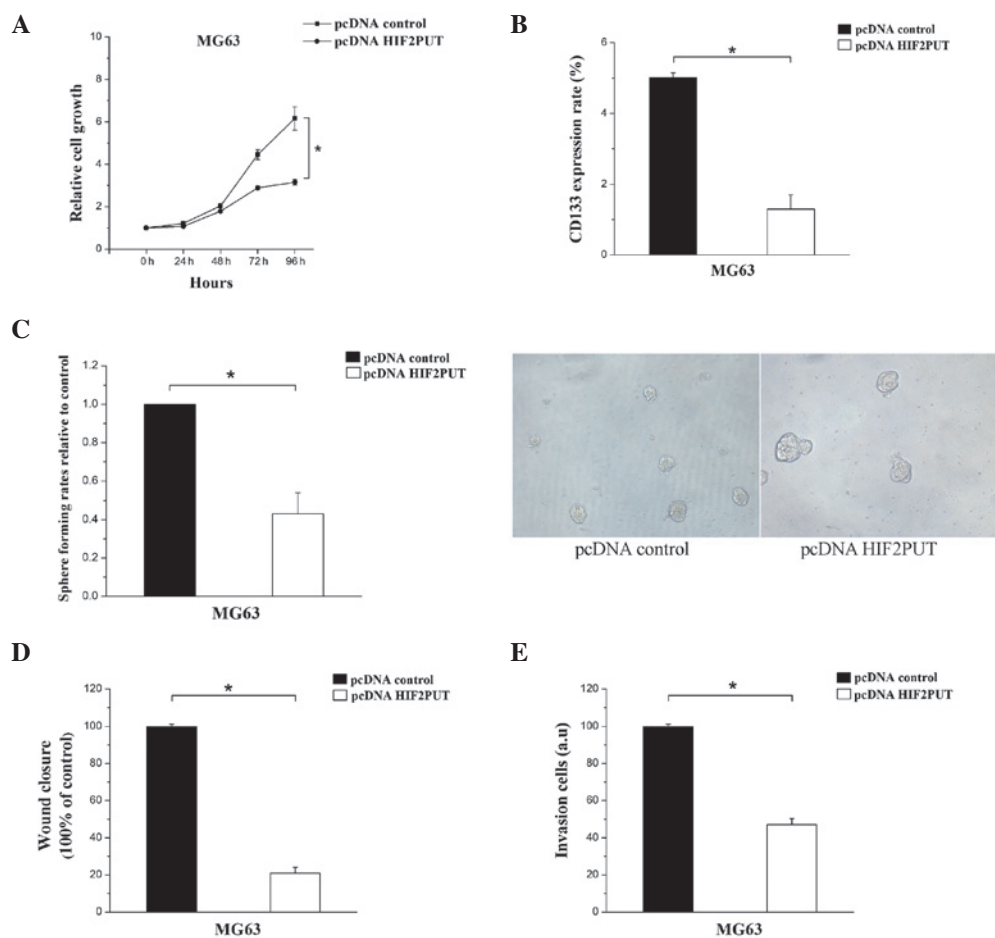 A
MG63
pcDNA control
pcDNA HIF2PUT
Relative cell growth
10
8
6
4
2
0
*
0 h
24 h
48 h
72 h
96 h
Hours
B
pcDNA control
pcDNA HIF2PUT
CD133 expression rate (%)
6
4
2
0
*
MG63
C
pcDNA control
pcDNA HIF2PUT
Sphere forming rates relative to control
1.2
1.0
0.8
0.6
0.4
0.2
0.0
*
MG63
pcDNA control
pcDNA HIF2PUT
D
pcDNA control
pcDNA HIF2PUT
Wound closure
(100% of control)
120
100
80
60
40
20
0
*
MG63
E
pcDNA control
pcDNA HIF2PUT
Invasion cells (a.u)
120
100
80
60
40
20
0
*
MG63